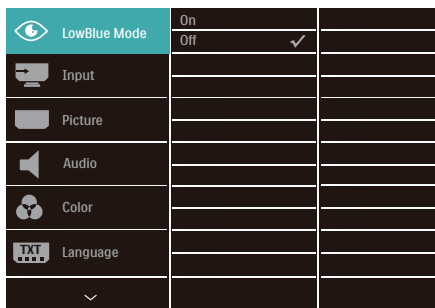 LowBlue Mode
On
Off
Input
Picture
Audio
Color
TXT
Language